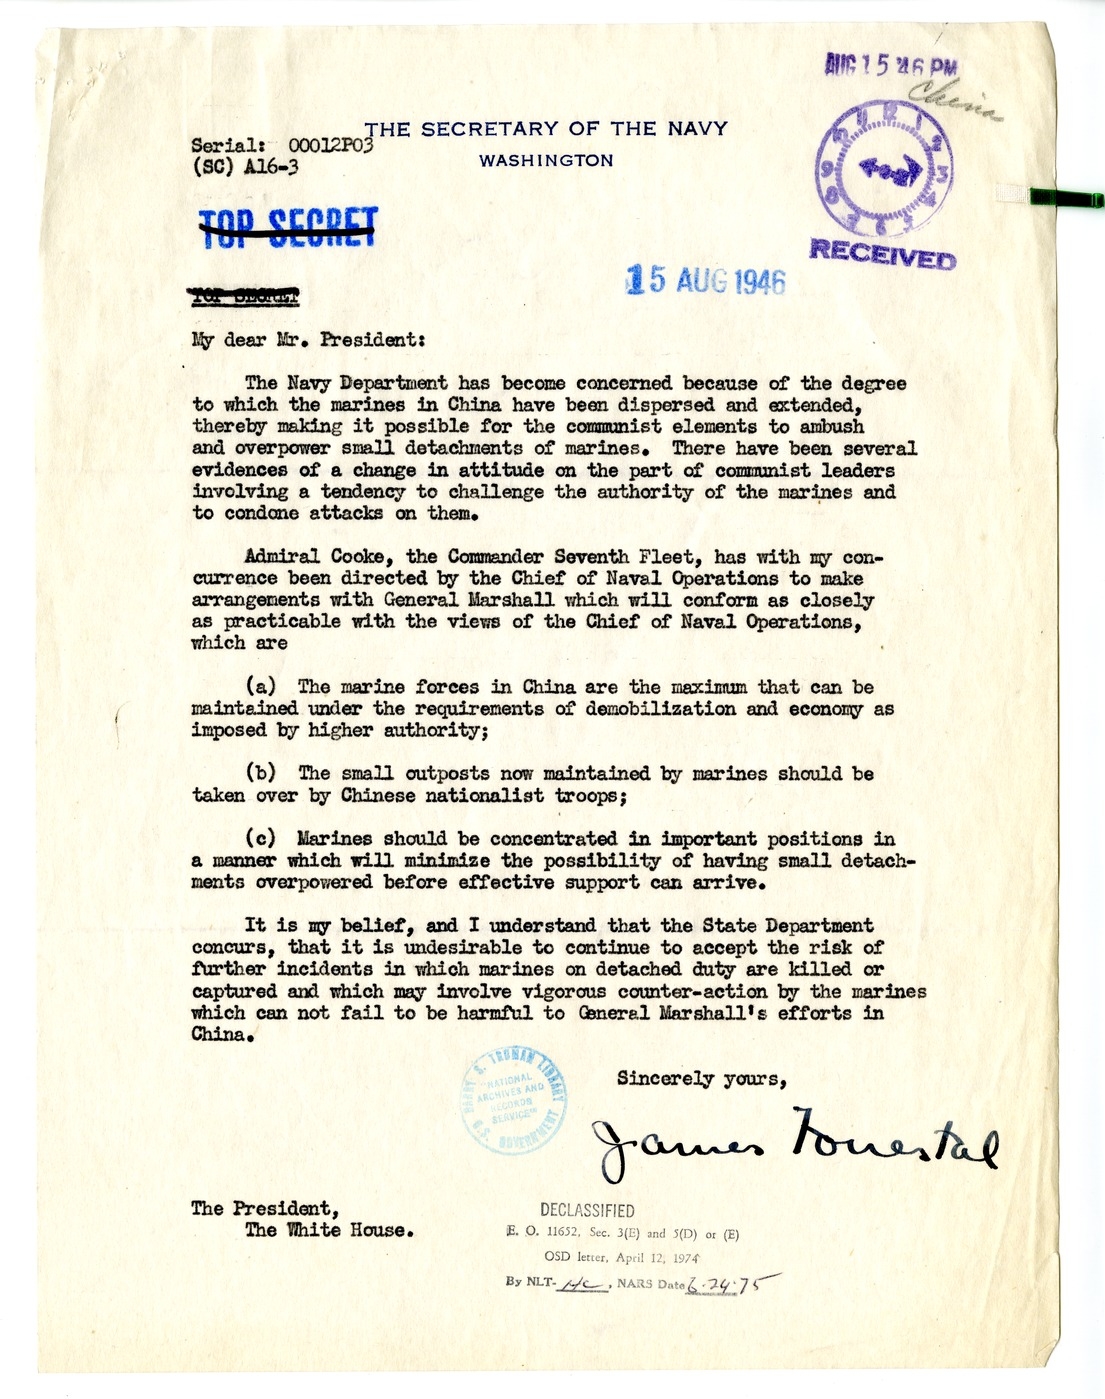 AUG 15 '46 PM
China
THE SECRETARY OF THE NAVY
WASHINGTON
Serial: 00012P03
(SC) A16-3
TOP SECRET
RECEIVED
15 AUG 1946
TOP SECRET
My dear Mr. President:
The Navy Department has become concerned because of the degree
to which the marines in China have been dispersed and extended,
thereby making it possible for the communist elements to ambush
and overpower small detachments of marines. There have been several
evidences of a change in attitude on the part of communist leaders
involving a tendency to challenge the authority of the marines and
to condone attacks on them.
Admiral Cooke, the Commander Seventh Fleet, has with my con-
currence been directed by the Chief of Naval Operations to make
arrangements with General Marshall which will conform as closely
as practicable with the views of the Chief of Naval Operations,
which are
(a) The marine forces in China are the maximum that can be
maintained under the requirements of demobilization and economy as
imposed by higher authority;
(b) The small outposts now maintained by marines should be
taken over by Chinese nationalist troops;
(c) Marines should be concentrated in important positions in
a manner which will minimize the possibility of having small detach-
ments overpowered before effective support can arrive.
It is my belief, and I understand that the State Department
concurs, that it is undesirable to continue to accept the risk of
further incidents in which marines on detached duty are killed or
captured and which may involve vigorous counter-action by the marines
which can not fail to be harmful to General Marshall's efforts in
China.
HARRY S. TRUMAN LIBRARY
NATIONAL
ARCHIVES AND
RECORDS
SERVICE
U.S. GOVERNMENT
Sincerely yours,
James Forrestal
The President,
The White House.
DECLASSIFIED
E. O. 11652, Sec. 3(E) and 5(D) or (E)
OSD letter, April 12, 1974
By NLT-HC, NARS Date 6-24-75